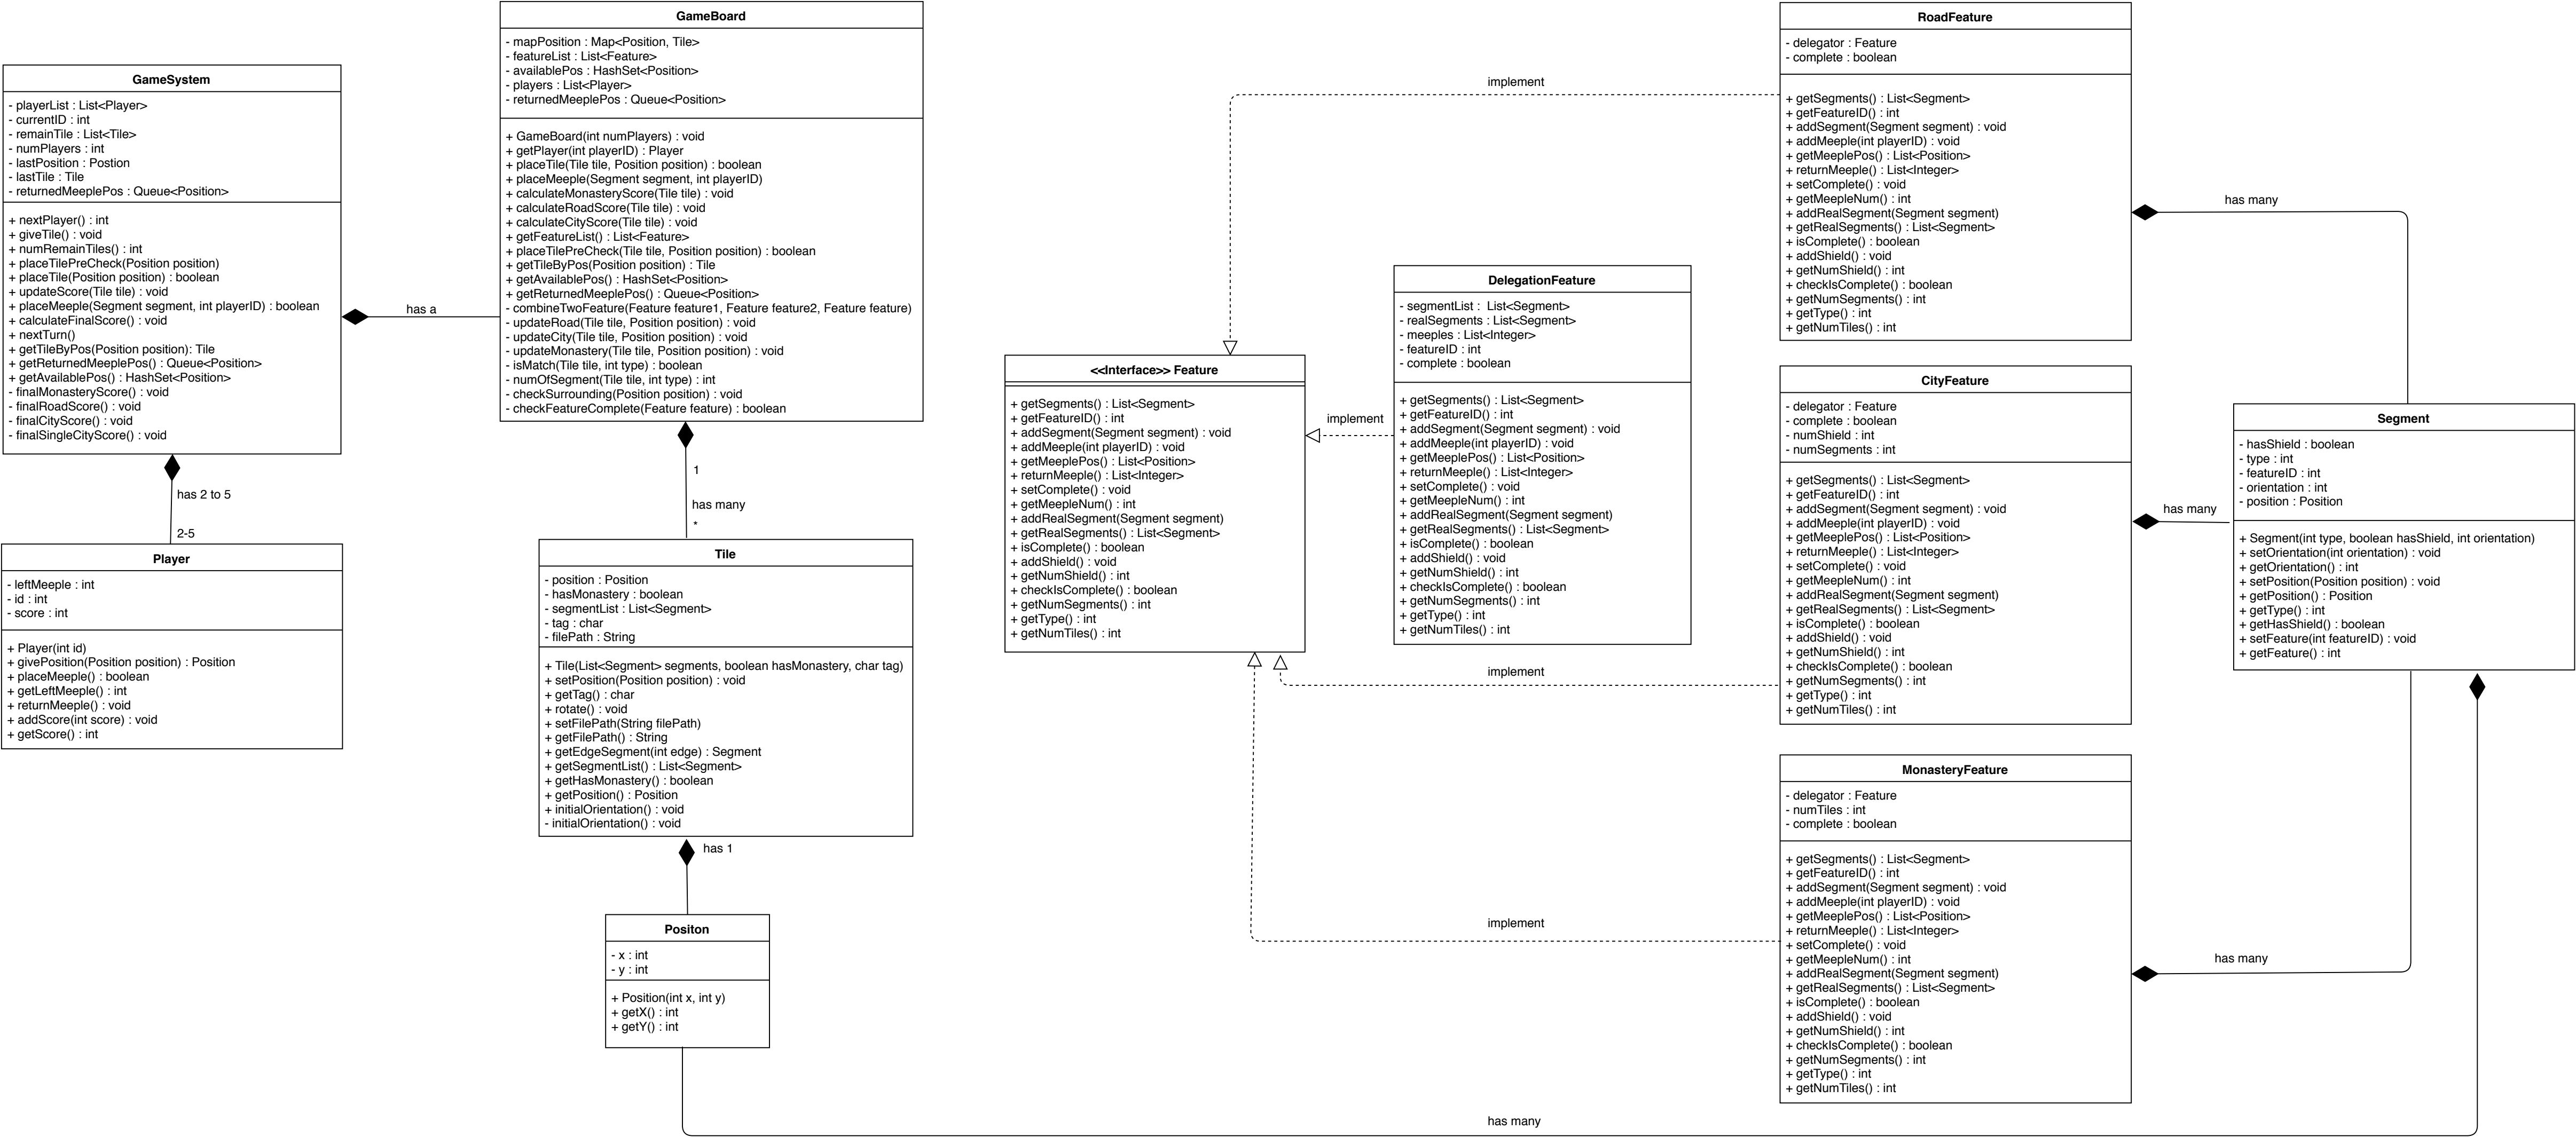 GameSystem
- playerList : List<Player>
- currentID : int
- remainTile : List<Tile>
- numPlayers : int
- lastPosition : Postion
- lastTile : Tile
- returnedMeeplePos : Queue<Position>
+ nextPlayer() : int
+ giveTile() : void
+ numRemainTiles() : int
+ placeTilePreCheck(Position position)
+ placeTile(Position position) : boolean
+ updateScore(Tile tile) : void
+ placeMeeple(Segment segment, int playerID) : boolean
+ calculateFinalScore() : void
+ nextTurn()
+ getTileByPos(Position position): Tile
+ getReturnedMeeplePos() : Queue<Position>
+ getAvailablePos() : HashSet<Position>
- finalMonasteryScore() : void
- finalRoadScore() : void
- finalCityScore() : void
- finalSingleCityScore() : void
has a
has 2 to 5
2-5
Player
- leftMeeple : int
- id : int
- score : int
+ Player(int id)
+ givePosition(Position position) : Position
+ placeMeeple() : boolean
+ getLeftMeeple() : int
+ returnMeeple() : void
+ addScore(int score) : void
+ getScore() : int
GameBoard
- mapPosition : Map<Position, Tile>
- featureList : List<Feature>
- availablePos : HashSet<Position>
- players : List<Player>
- returnedMeeplePos : Queue<Position>
+ GameBoard(int numPlayers) : void
+ getPlayer(int playerID) : Player
+ placeTile(Tile tile, Position position) : boolean
+ placeMeeple(Segment segment, int playerID)
+ calculateMonasteryScore(Tile tile) : void
+ calculateRoadScore(Tile tile) : void
+ calculateCityScore(Tile tile) : void
+ getFeatureList() : List<Feature>
+ placeTilePreCheck(Tile tile, Position position) : boolean
+ getTileByPos(Position position) : Tile
+ getAvailablePos() : HashSet<Position>
+ getReturnedMeeplePos() : Queue<Position>
- combineTwoFeature(Feature feature1, Feature feature2, Feature feature)
- updateRoad(Tile tile, Position position) : void
- updateCity(Tile tile, Position position) : void
- updateMonastery(Tile tile, Position position) : void
- isMatch(Tile tile, int type) : boolean
- numOfSegment(Tile tile, int type) : int
- checkSurrounding(Position position) : void
- checkFeatureComplete(Feature feature) : boolean
1
has many
*
Tile
- position : Position
- hasMonastery : boolean
- segmentList : List<Segment>
- tag : char
- filePath : String
+ Tile(List<Segment> segments, boolean hasMonastery, char tag)
+ setPosition(Position position) : void
+ getTag() : char
+ rotate() : void
+ setFilePath(String filePath)
+ getFilePath() : String
+ getEdgeSegment(int edge) : Segment
+ getSegmentList() : List<Segment>
+ getHasMonastery() : boolean
+ getPosition() : Position
+ initialOrientation() : void
- initialOrientation() : void
has 1
Positon
- x : int
- y : int
+ Position(int x, int y)
+ getX() : int
+ getY() : int
has many
<<Interface>> Feature
+ getSegments() : List<Segment>
+ getFeatureID() : int
+ addSegment(Segment segment) : void
+ addMeeple(int playerID) : void
+ getMeeplePos() : List<Position>
+ returnMeeple() : List<Integer>
+ setComplete() : void
+ getMeepleNum() : int
+ addRealSegment(Segment segment)
+ getRealSegments() : List<Segment>
+ isComplete() : boolean
+ addShield() : void
+ getNumShield() : int
+ checkIsComplete() : boolean
+ getNumSegments() : int
+ getType() : int
+ getNumTiles() : int
implement
implement
implement
implement
DelegationFeature
- segmentList :  List<Segment>
- realSegments : List<Segment>
- meeples : List<Integer>
- featureID : int
- complete : boolean
+ getSegments() : List<Segment>
+ getFeatureID() : int
+ addSegment(Segment segment) : void
+ addMeeple(int playerID) : void
+ getMeeplePos() : List<Position>
+ returnMeeple() : List<Integer>
+ setComplete() : void
+ getMeepleNum() : int
+ addRealSegment(Segment segment)
+ getRealSegments() : List<Segment>
+ isComplete() : boolean
+ addShield() : void
+ getNumShield() : int
+ checkIsComplete() : boolean
+ getNumSegments() : int
+ getType() : int
+ getNumTiles() : int
RoadFeature
- delegator : Feature
- complete : boolean
+ getSegments() : List<Segment>
+ getFeatureID() : int
+ addSegment(Segment segment) : void
+ addMeeple(int playerID) : void
+ getMeeplePos() : List<Position>
+ returnMeeple() : List<Integer>
+ setComplete() : void
+ getMeepleNum() : int
+ addRealSegment(Segment segment)
+ getRealSegments() : List<Segment>
+ isComplete() : boolean
+ addShield() : void
+ getNumShield() : int
+ checkIsComplete() : boolean
+ getNumSegments() : int
+ getType() : int
+ getNumTiles() : int
has many
CityFeature
- delegator : Feature
- complete : boolean
- numShield : int
- numSegments : int
+ getSegments() : List<Segment>
+ getFeatureID() : int
+ addSegment(Segment segment) : void
+ addMeeple(int playerID) : void
+ getMeeplePos() : List<Position>
+ returnMeeple() : List<Integer>
+ setComplete() : void
+ getMeepleNum() : int
+ addRealSegment(Segment segment)
+ getRealSegments() : List<Segment>
+ isComplete() : boolean
+ addShield() : void
+ getNumShield() : int
+ checkIsComplete() : boolean
+ getNumSegments() : int
+ getType() : int
+ getNumTiles() : int
has many
MonasteryFeature
- delegator : Feature
- numTiles : int
- complete : boolean
+ getSegments() : List<Segment>
+ getFeatureID() : int
+ addSegment(Segment segment) : void
+ addMeeple(int playerID) : void
+ getMeeplePos() : List<Position>
+ returnMeeple() : List<Integer>
+ setComplete() : void
+ getMeepleNum() : int
+ addRealSegment(Segment segment)
+ getRealSegments() : List<Segment>
+ isComplete() : boolean
+ addShield() : void
+ getNumShield() : int
+ checkIsComplete() : boolean
+ getNumSegments() : int
+ getType() : int
+ getNumTiles() : int
has many
Segment
- hasShield : boolean
- type : int
- featureID : int
- orientation : int
- position : Position
+ Segment(int type, boolean hasShield, int orientation)
+ setOrientation(int orientation) : void
+ getOrientation() : int
+ setPosition(Position position) : void
+ getPosition() : Position
+ getType() : int
+ getHasShield() : boolean
+ setFeature(int featureID) : void
+ getFeature() : int